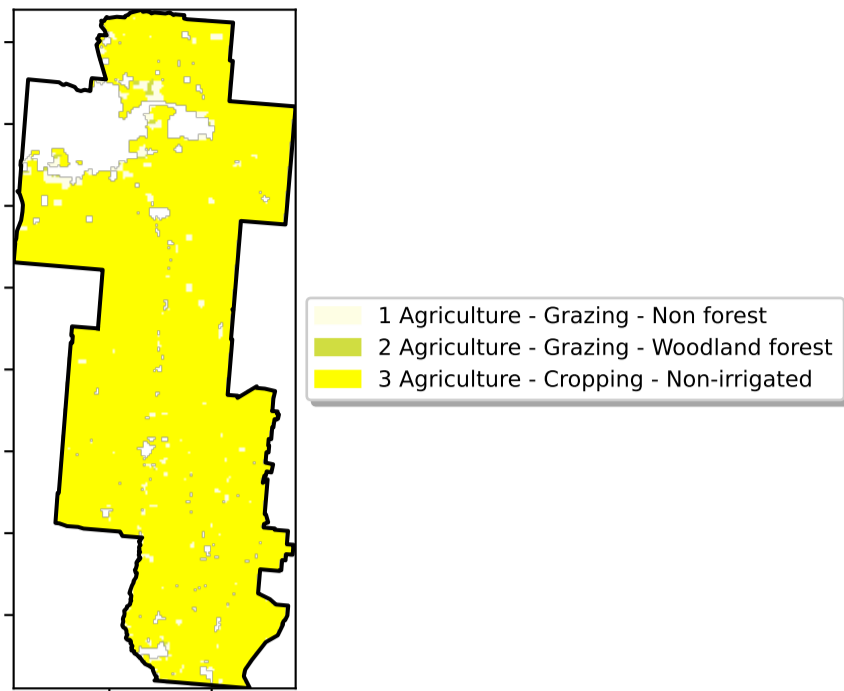 1 Agriculture - Grazing - Non forest
2 Agriculture - Grazing - Woodland forest
3 Agriculture - Cropping - Non-irrigated